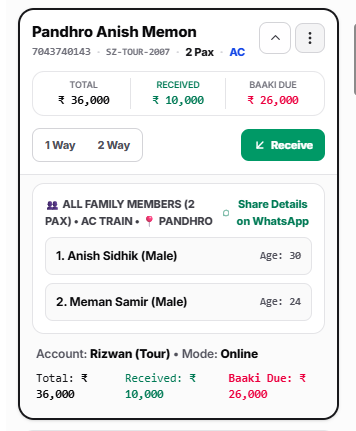 Pandhro Anish Memon
7043740143 · SZ-TOUR-2007 · 2 Pax · AC
TOTAL RECEIVED BAAKI DUE
₹ 36,000 ₹ 10,000 ₹ 26,000
1 Way 2 Way Receive
👥 ALL FAMILY MEMBERS (2 Share Details
PAX) • AC TRAIN • 📍 PANDHRO on WhatsApp
1. Anish Sidhik (Male) Age: 30
2. Meman Samir (Male) Age: 24
Account: Rizwan (Tour) • Mode: Online
Total: ₹ Received: ₹ Baaki Due: ₹
36,000 10,000 26,000